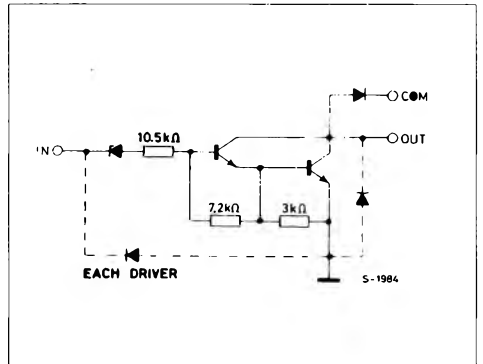 COM
10.5kΩ
IN
OUT
7.2kΩ
3kΩ
EACH DRIVER
S-1984